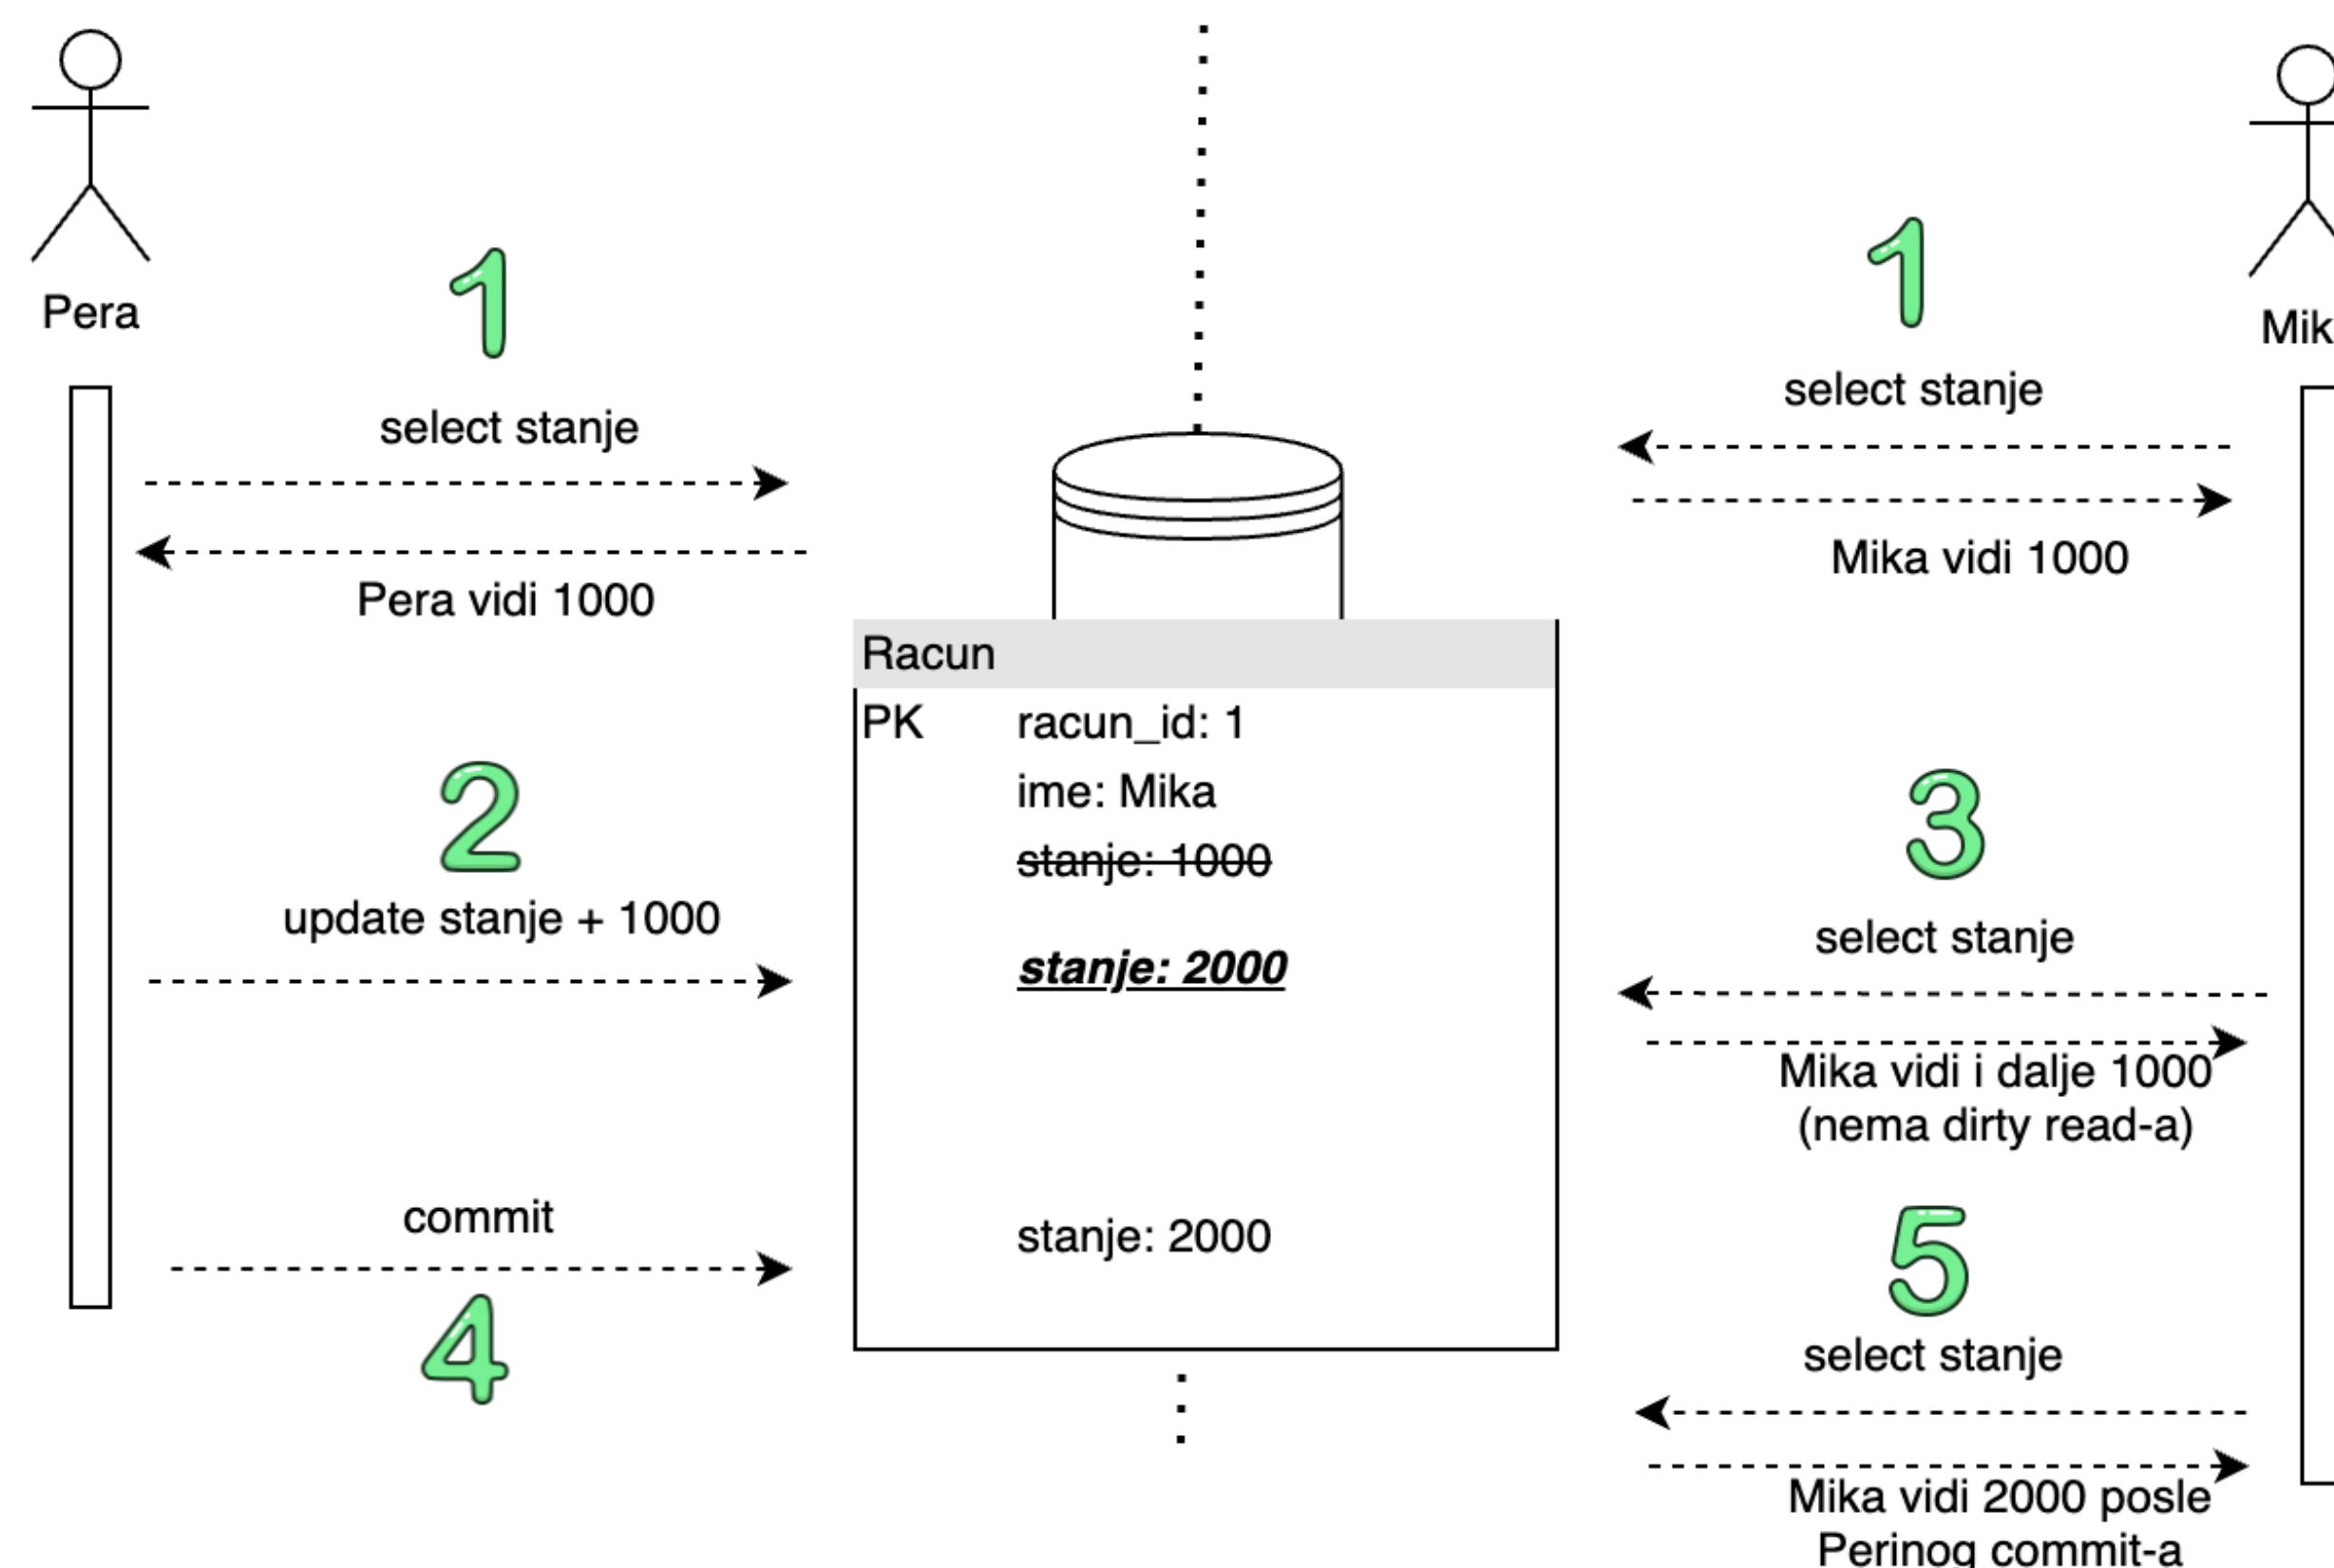 Pera
1
select stanje
Pera vidi 1000
2
update stanje + 1000
commit
4
Racun
PK racun_id: 1
ime: Mika
stanje: 1000
stanje: 2000
stanje: 2000
Mik
1
select stanje
Mika vidi 1000
3
select stanje
Mika vidi i dalje 1000
(nema dirty read-a)
5
select stanje
Mika vidi 2000 posle
Perinog commit-a